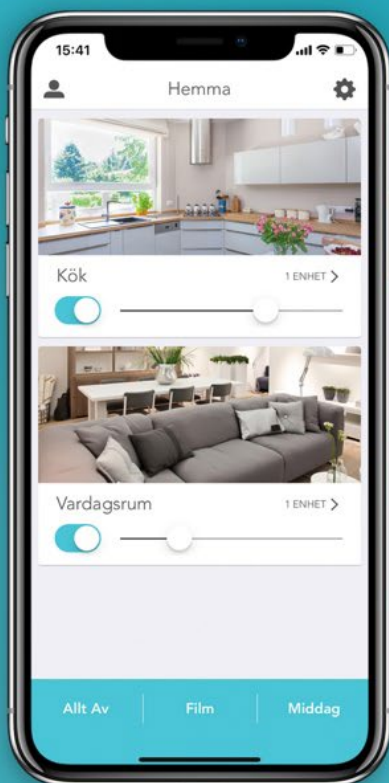 15:41
Hemma
Kök
1 ENHET
Vardagsrum
1 ENHET
Allt Av
Film
Middag